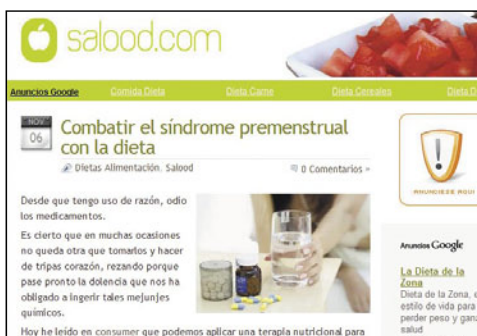 salood.com
Anuncios Google Comida Dieta Dieta Carne Dieta Cereales Dieta
NOV
06
Combatir el síndrome premenstrual
con la dieta
Dietas Alimentación, Salood 0 Comentarios »
Desde que tengo uso de razón, odio
los medicamentos.
Es cierto que en muchas ocasiones
no queda otra que tomarlos y hacer
de tripas corazón, rezando porque
pase pronto la dolencia que nos ha
obligado a ingerir tales mejunjes
químicos.
Hoy he leído en consumer que podemos aplicar una terapia nutricional para
ANUNCIESE AQUI
Anuncios Google
La Dieta de la
Zona
Dieta de la Zona, e
estilo de vida para
perder peso y gana
salud